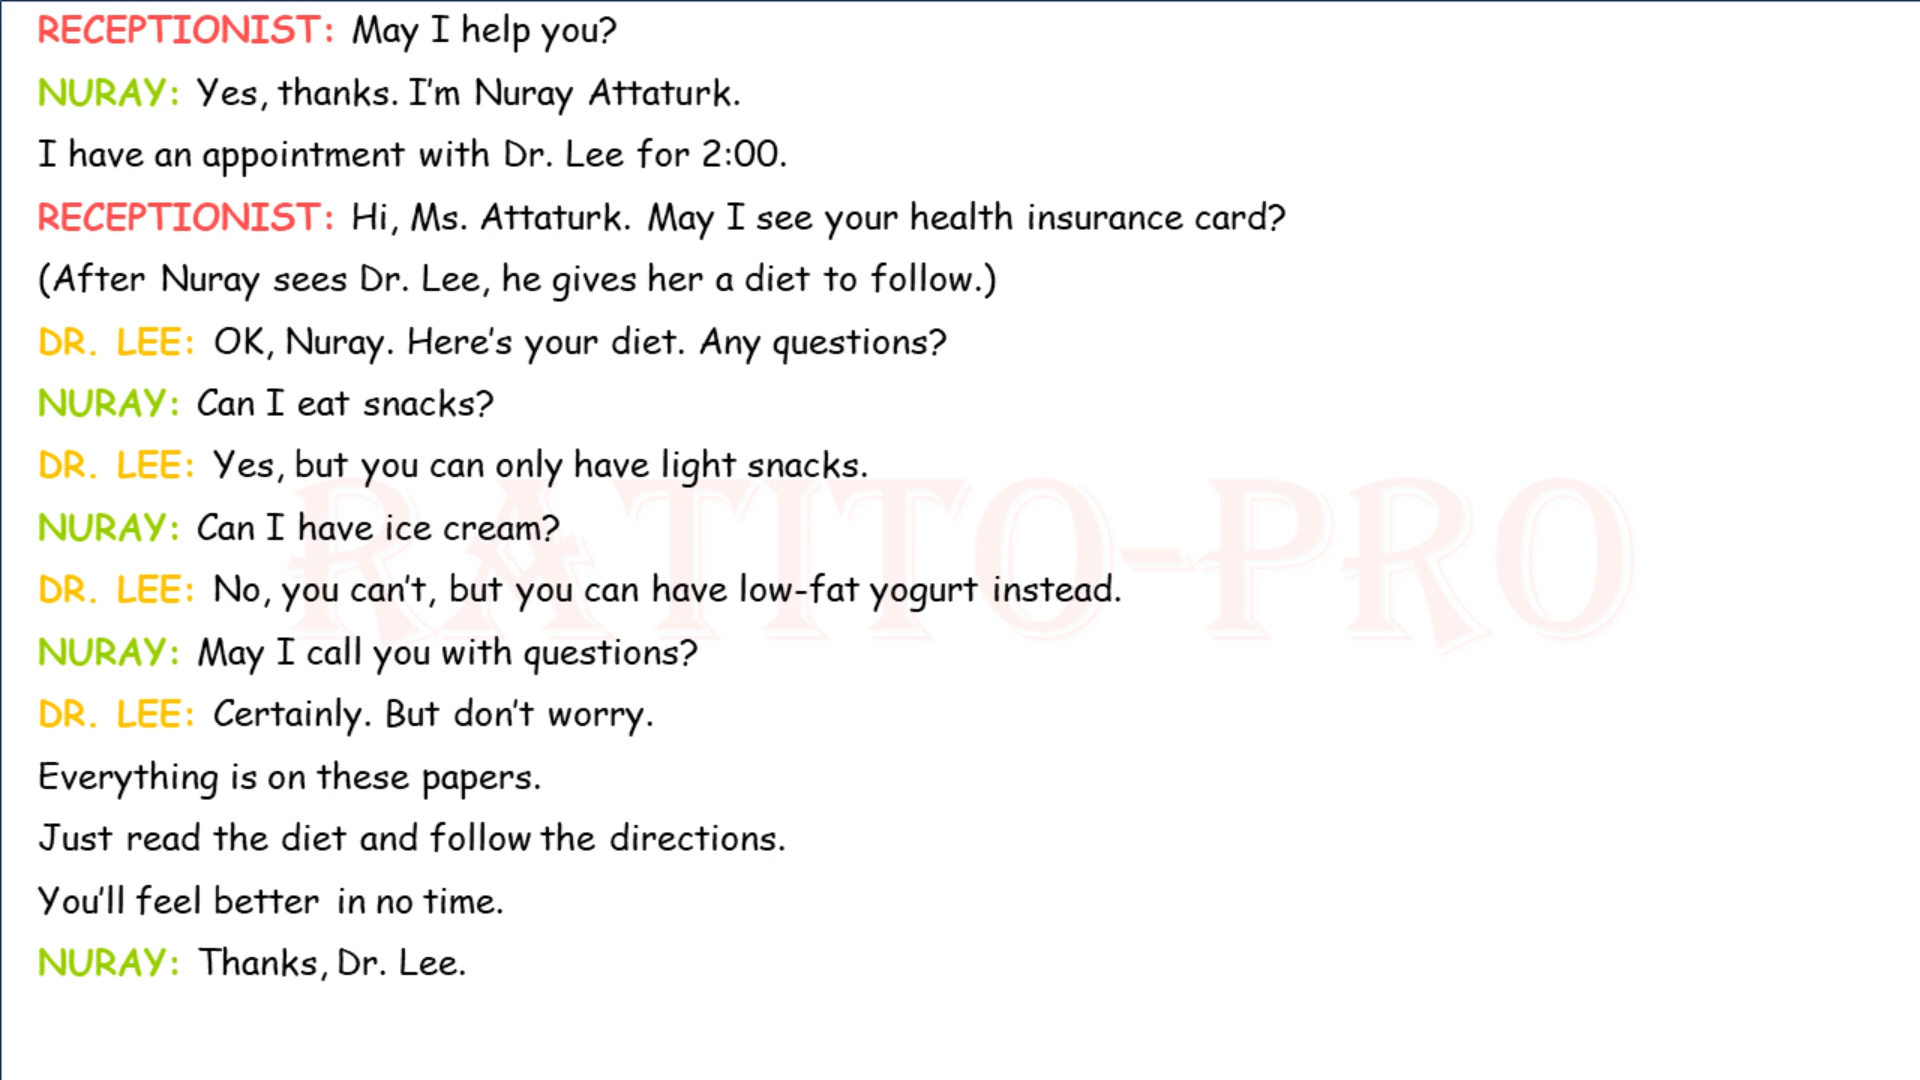 RECEPTIONIST: May I help you?
NURAY: Yes, thanks. I'm Nuray Attaturk.
I have an appointment with Dr. Lee for 2:00.
RECEPTIONIST: Hi, Ms. Attaturk. May I see your health insurance card?
(After Nuray sees Dr. Lee, he gives her a diet to follow.)
DR. LEE: OK, Nuray. Here's your diet. Any questions?
NURAY: Can I eat snacks?
DR. LEE: Yes, but you can only have light snacks.
NURAY: Can I have ice cream?
DR. LEE: No, you can't, but you can have low-fat yogurt instead.
NURAY: May I call you with questions?
DR. LEE: Certainly. But don't worry.
Everything is on these papers.
Just read the diet and follow the directions.
You'll feel better in no time.
NURAY: Thanks, Dr. Lee.
RATITO-PRO